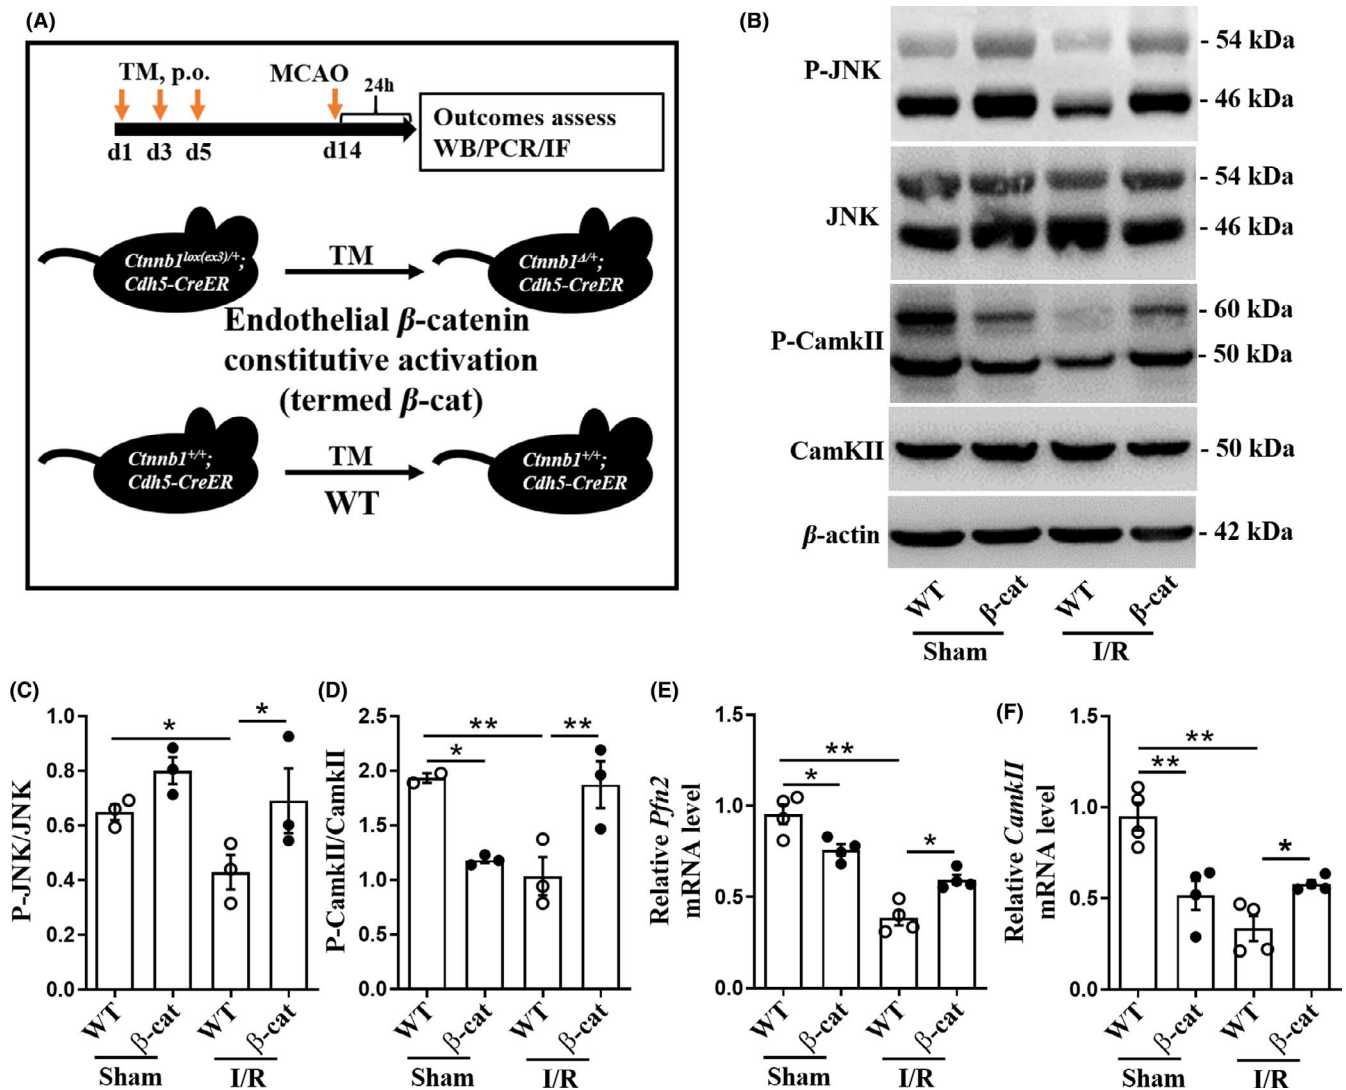 (A)
TM, p.o.
MCAO
24h
d1 d3 d5 d14
Outcomes assess
WB/PCR/IF
Ctnnb1lox(ex3)/+;
Cdh5-CreER
TM
Ctnnb1Δ/+;
Cdh5-CreER
Endothelial β-catenin
constitutive activation
(termed β-cat)
Ctnnb1+/+;
Cdh5-CreER
TM
WT
Ctnnb1+/+;
Cdh5-CreER
(B)
P-JNK
- 54 kDa
- 46 kDa
JNK
- 54 kDa
- 46 kDa
P-CamkII
- 60 kDa
- 50 kDa
CamKII
- 50 kDa
β-actin
- 42 kDa
WT β-cat WT β-cat
Sham I/R
(C)
P-JNK/JNK
1.0
0.8
0.6
0.4
0.2
0.0
* *
WT β-cat WT β-cat
Sham I/R
(D)
P-CamkII/CamkII
2.5
2.0
1.5
1.0
0.5
0.0
** **
*
WT β-cat WT β-cat
Sham I/R
(E)
Relative Pfn2
mRNA level
1.5
1.0
0.5
0.0
**
*
*
WT β-cat WT β-cat
Sham I/R
(F)
Relative CamkII
mRNA level
1.5
1.0
0.5
0.0
**
**
*
WT β-cat WT β-cat
Sham I/R